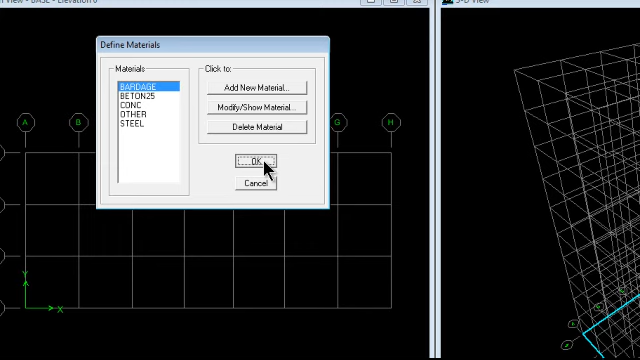 n View - BASE - Elevation 0
3-D View
Define Materials
Materials
Click to:
BARDAGE
BETON25
CONC
OTHER
STEEL
Add New Material...
Modify/Show Material...
Delete Material
OK
Cancel
A
B
G
H
Y
X